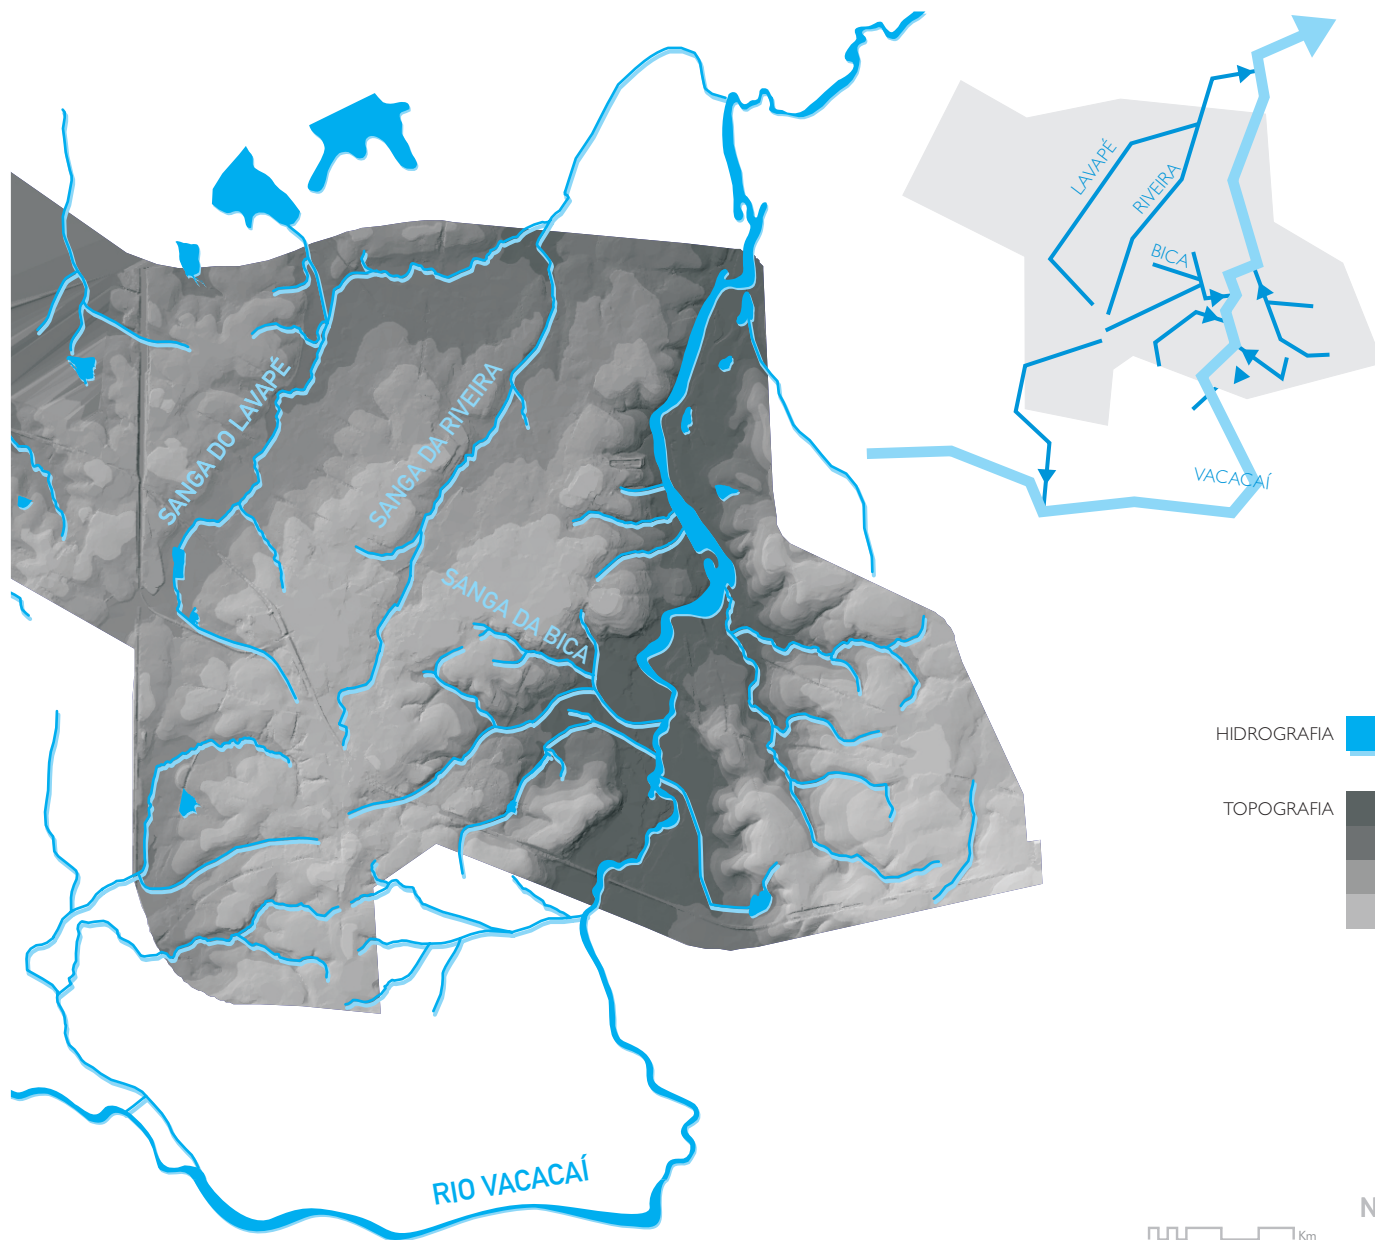 LAVAPÉ
RIVEIRA
BICA
VACACAÍ
SANGA DO LAVAPÉ
SANGA DA RIVEIRA
SANGA DA BICA
HIDROGRAFIA
TOPOGRAFIA
RIO VACACAÍ
N
Km